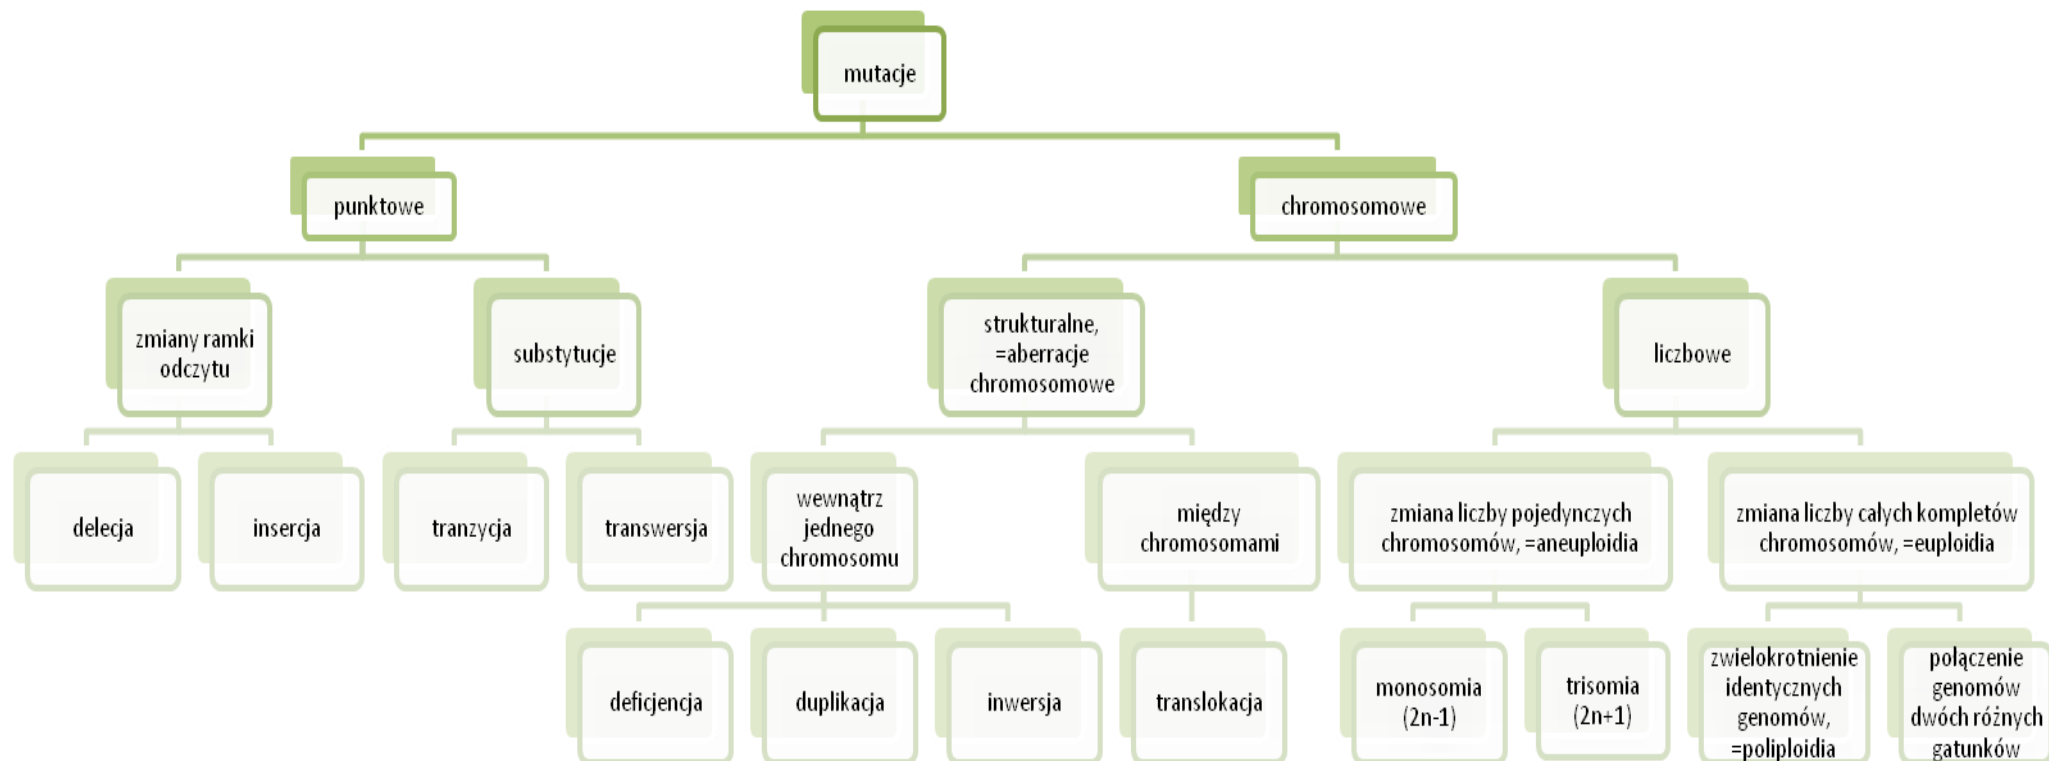 mutacje
punktowe
chromosomowe
zmiany ramki
odczytu
substytucje
strukturalne,
=aberracje
chromosomowe
liczbowe
delecja
insercja
tranzycja
transwersja
wewnątrz
jednego
chromosomu
między
chromosomami
zmiana liczby pojedynczych
chromosomów, =aneuploidia
zmiana liczby całych kompletów
chromosomów, =euploidia
deficjencja
duplikacja
inwersja
translokacja
monosomia
(2n-1)
trisomia
(2n+1)
zwielokrotnienie
identycznych
genomów,
=poliploidia
połączenie
genomów
dwóch różnych
gatunków